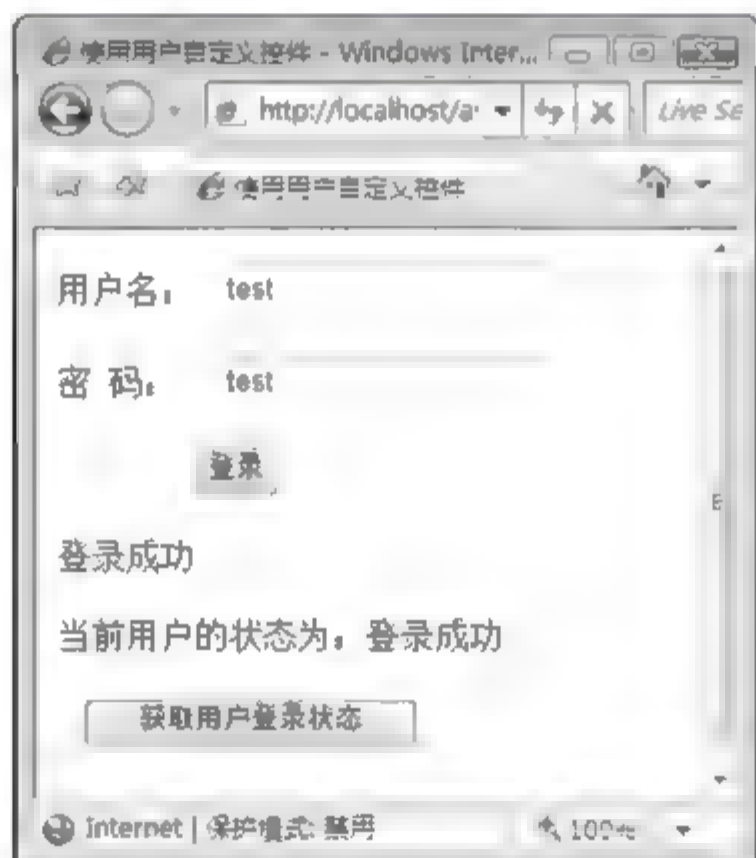 使用用户自定义控件 - Windows Inter...
http://localhost/a
Live Se
使用用户自定义控件
用户名： test
密 码： test
登录
登录成功
当前用户的状态为：登录成功
获取用户登录状态
Internet | 保护模式: 禁用
100%